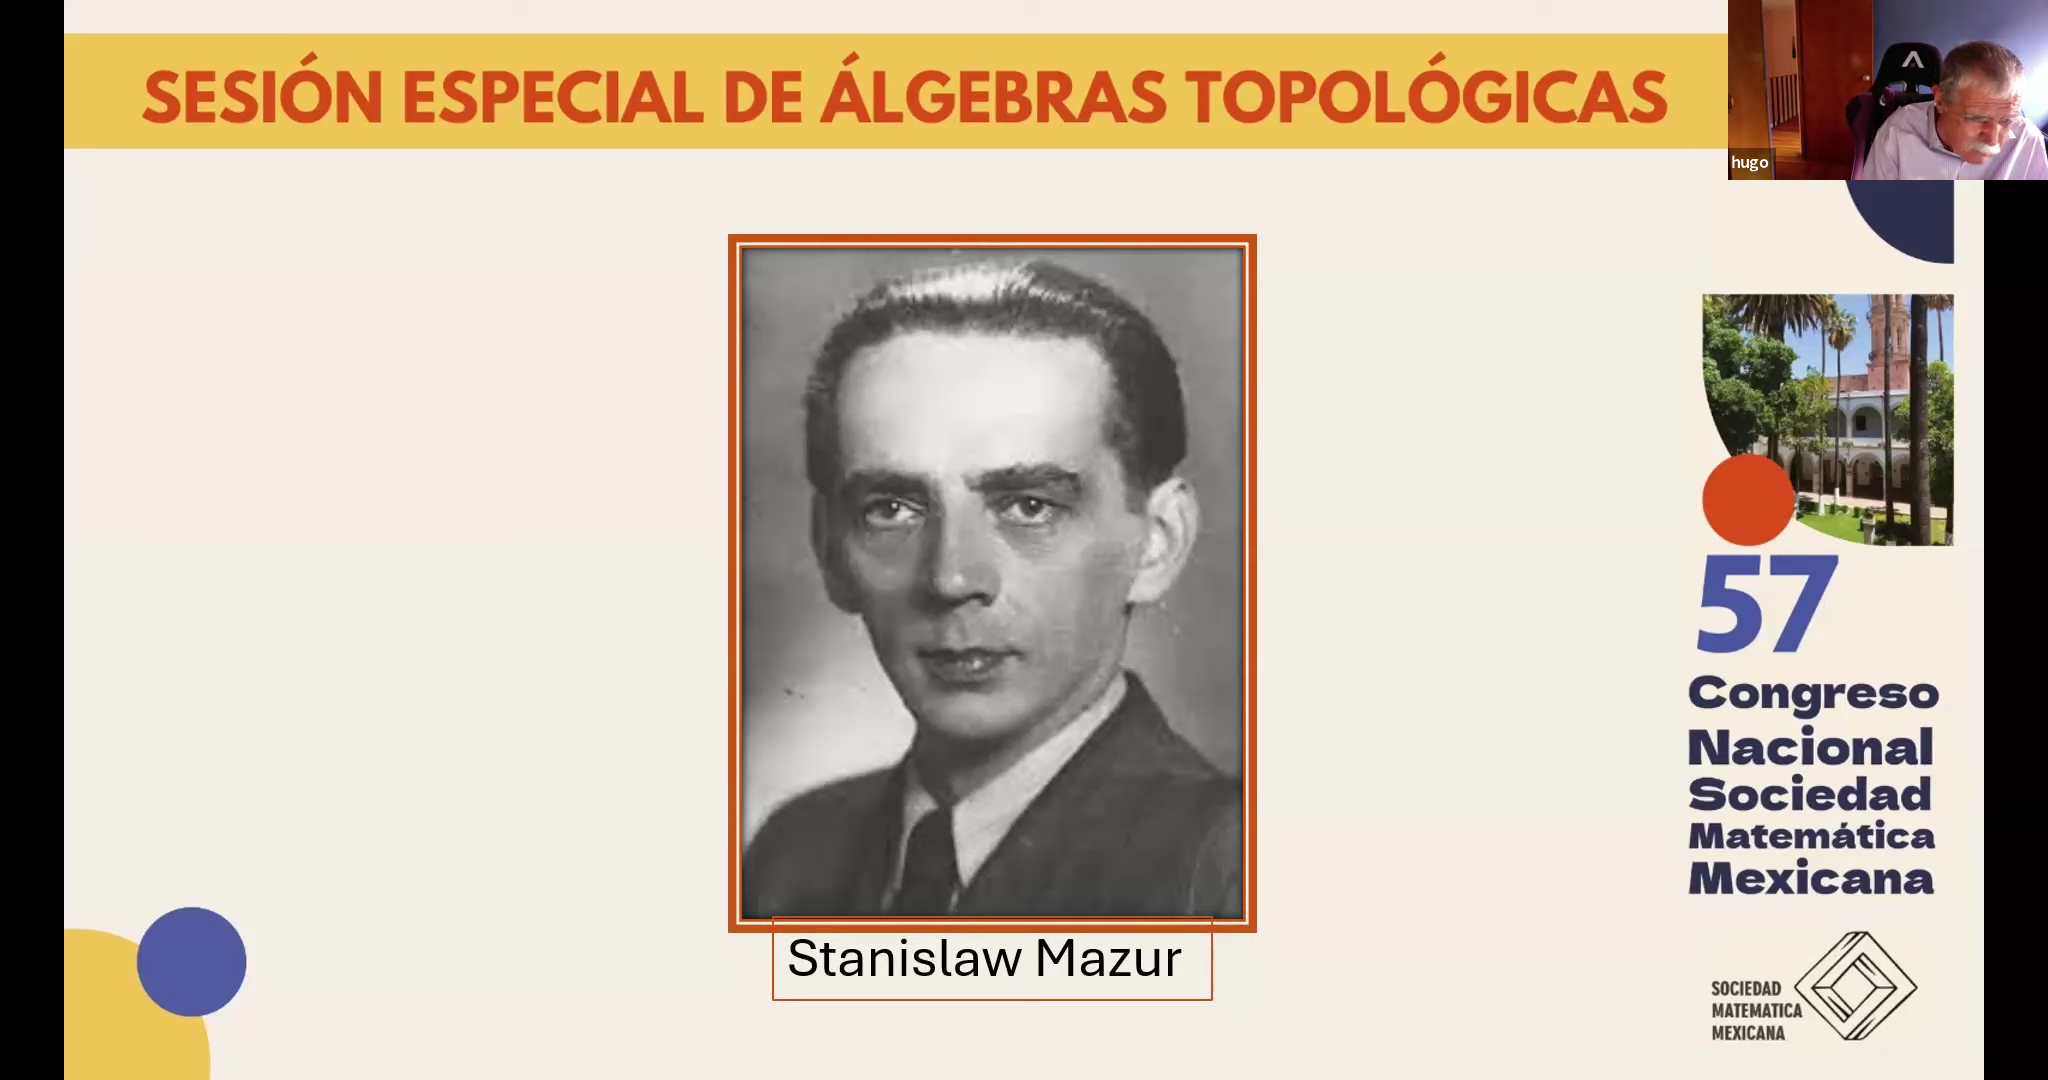 SESIÓN ESPECIAL DE ÁLGEBRAS TOPOLÓGICAS
hugo
Stanislaw Mazur
57
Congreso
Nacional
Sociedad
Matemática
Mexicana
SOCIEDAD
MATEMATICA
MEXICANA